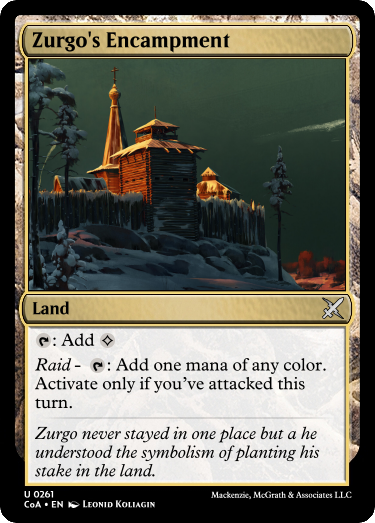 Zurgo's Encampment
Land
: Add
Raid - : Add one mana of any color.
Activate only if you've attacked this
turn.
Zurgo never stayed in one place but a he
understood the symbolism of planting his
stake in the land.
U 0261
CoA • EN Leonid Koliagin
Mackenzie, McGrath & Associates LLC